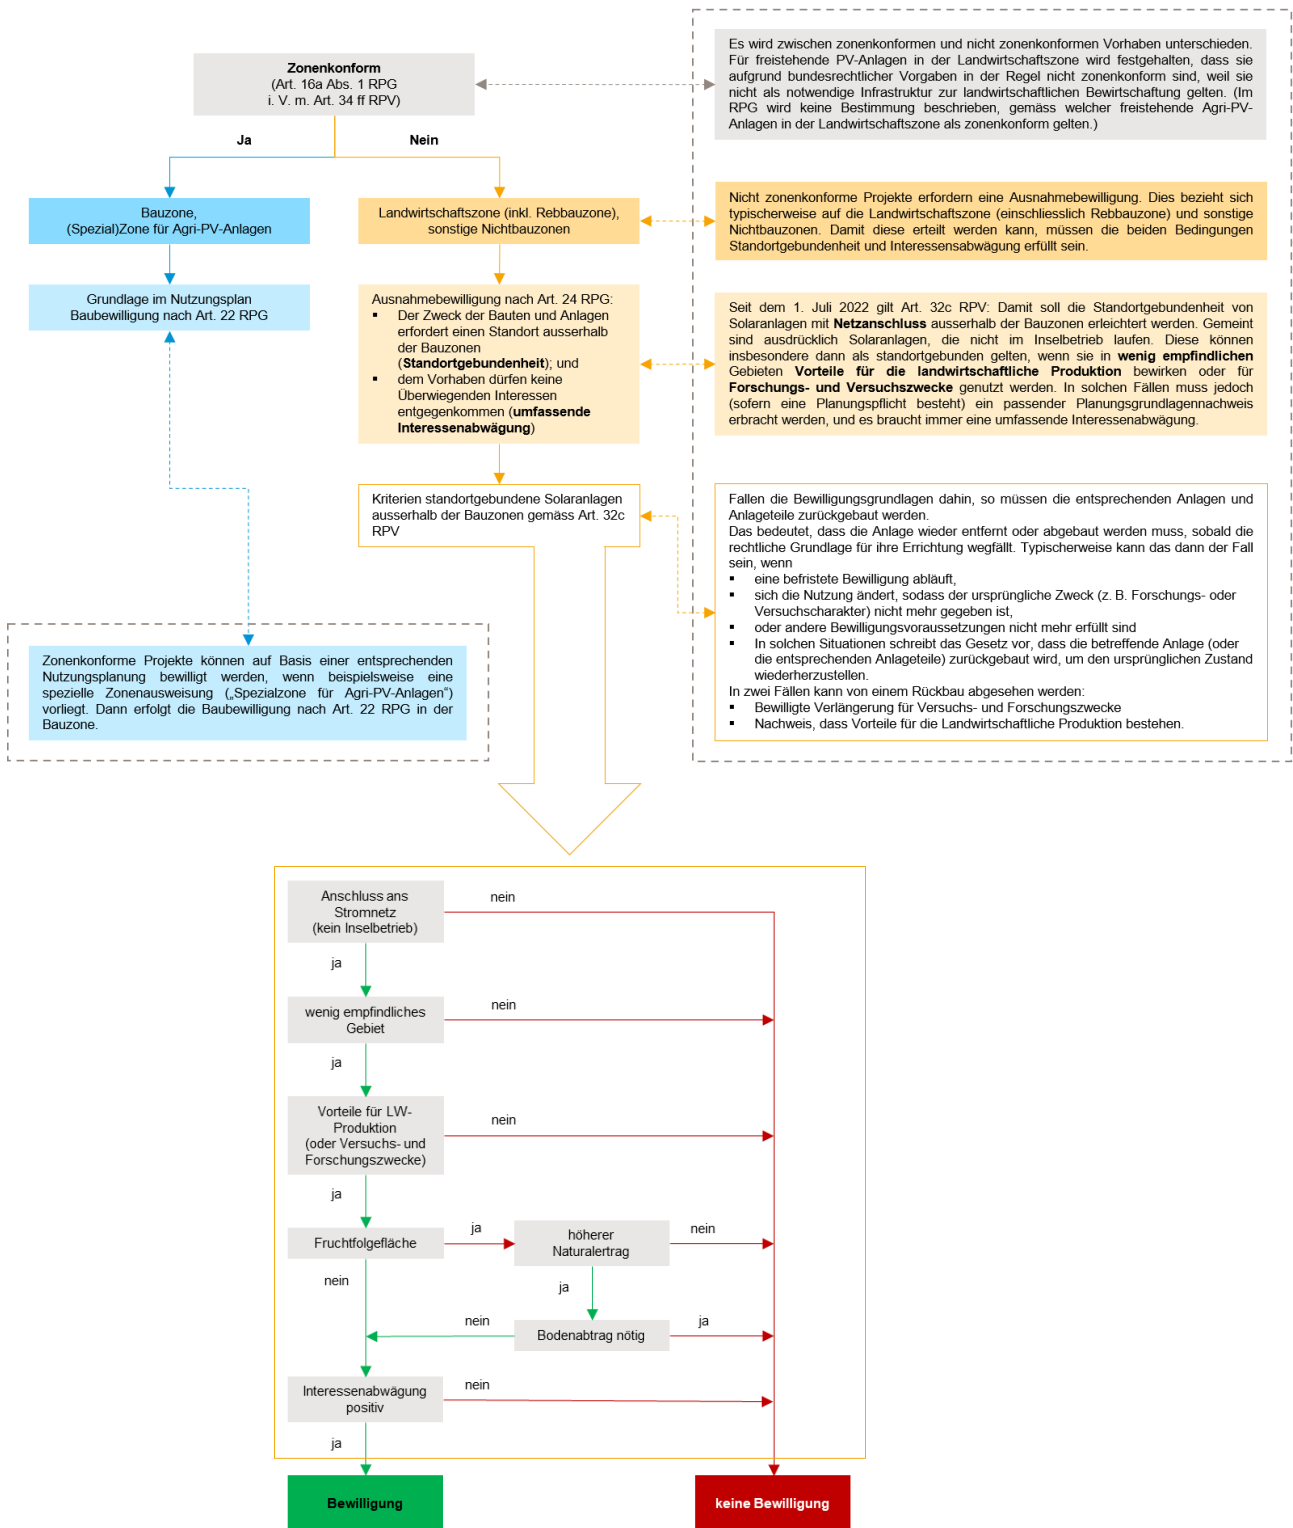 Zonenkonform
(Art. 16a Abs. 1 RPG
i. V. m. Art. 34 ff RPV)
Es wird zwischen zonenkonformen und nicht zonenkonformen Vorhaben unterschieden.
Für freistehende PV-Anlagen in der Landwirtschaftszone wird festgehalten, dass sie
aufgrund bundesrechtlicher Vorgaben in der Regel nicht zonenkonform sind, weil sie
nicht als notwendige Infrastruktur zur landwirtschaftlichen Bewirtschaftung gelten. (Im
RPG wird keine Bestimmung beschrieben, gemäss welcher freistehende Agri-PV-
Anlagen in der Landwirtschaftszone als zonenkonform gelten.)
Ja
Nein
Bauzone,
(Spezial)Zone für Agri-PV-Anlagen
Landwirtschaftszone (inkl. Rebbauzone),
sonstige Nichtbauzonen
Nicht zonenkonforme Projekte erfordern eine Ausnahmebewilligung. Dies bezieht sich
typischerweise auf die Landwirtschaftszone (einschliesslich Rebbauzone) und sonstige
Nichtbauzonen. Damit diese erteilt werden kann, müssen die beiden Bedingungen
Standortgebundenheit und Interessensabwägung erfüllt sein.
Grundlage im Nutzungsplan
Baubewilligung nach Art. 22 RPG
Ausnahmebewilligung nach Art. 24 RPG:
▪ Der Zweck der Bauten und Anlagen
erfordert einen Standort ausserhalb
der Bauzonen
(Standortgebundenheit); und
▪ dem Vorhaben dürfen keine
Überwiegenden Interessen
entgegenkommen (umfassende
Interessenabwägung)
Seit dem 1. Juli 2022 gilt Art. 32c RPV: Damit soll die Standortgebundenheit von
Solaranlagen mit Netzanschluss ausserhalb der Bauzonen erleichtert werden. Gemeint
sind ausdrücklich Solaranlagen, die nicht im Inselbetrieb laufen. Diese können
insbesondere dann als standortgebunden gelten, wenn sie in wenig empfindlichen
Gebieten Vorteile für die landwirtschaftliche Produktion bewirken oder für
Forschungs- und Versuchszwecke genutzt werden. In solchen Fällen muss jedoch
(sofern eine Planungspflicht besteht) ein passender Planungsgrundlagennachweis
erbracht werden, und es braucht immer eine umfassende Interessenabwägung.
Kriterien standortgebundene Solaranlagen
ausserhalb der Bauzonen gemäss Art. 32c
RPV
Fallen die Bewilligungsgrundlagen dahin, so müssen die entsprechenden Anlagen und
Anlageteile zurückgebaut werden.
Das bedeutet, dass die Anlage wieder entfernt oder abgebaut werden muss, sobald die
rechtliche Grundlage für ihre Errichtung wegfällt. Typischerweise kann das dann der Fall
sein, wenn
▪ eine befristete Bewilligung abläuft,
▪ sich die Nutzung ändert, sodass der ursprüngliche Zweck (z. B. Forschungs- oder
Versuchscharakter) nicht mehr gegeben ist,
▪ oder andere Bewilligungsvoraussetzungen nicht mehr erfüllt sind
▪ In solchen Situationen schreibt das Gesetz vor, dass die betreffende Anlage (oder
die entsprechenden Anlageteile) zurückgebaut wird, um den ursprünglichen Zustand
wiederherzustellen.
In zwei Fällen kann von einem Rückbau abgesehen werden:
▪ Bewilligte Verlängerung für Versuchs- und Forschungszwecke
▪ Nachweis, dass Vorteile für die Landwirtschaftliche Produktion bestehen.
Zonenkonforme Projekte können auf Basis einer entsprechenden
Nutzungsplanung bewilligt werden, wenn beispielsweise eine
spezielle Zonenausweisung („Spezialzone für Agri-PV-Anlagen“)
vorliegt. Dann erfolgt die Baubewilligung nach Art. 22 RPG in der
Bauzone.
Anschluss ans
Stromnetz
(kein Inselbetrieb)
nein
ja
wenig empfindliches
Gebiet
nein
ja
Vorteile für LW-
Produktion
(oder Versuchs- und
Forschungszwecke)
nein
ja
Fruchtfolgefläche
ja
höherer
Naturalertrag
nein
nein
ja
nein
Bodenabtrag nötig
ja
Interessenabwägung
positiv
nein
ja
Bewilligung
keine Bewilligung